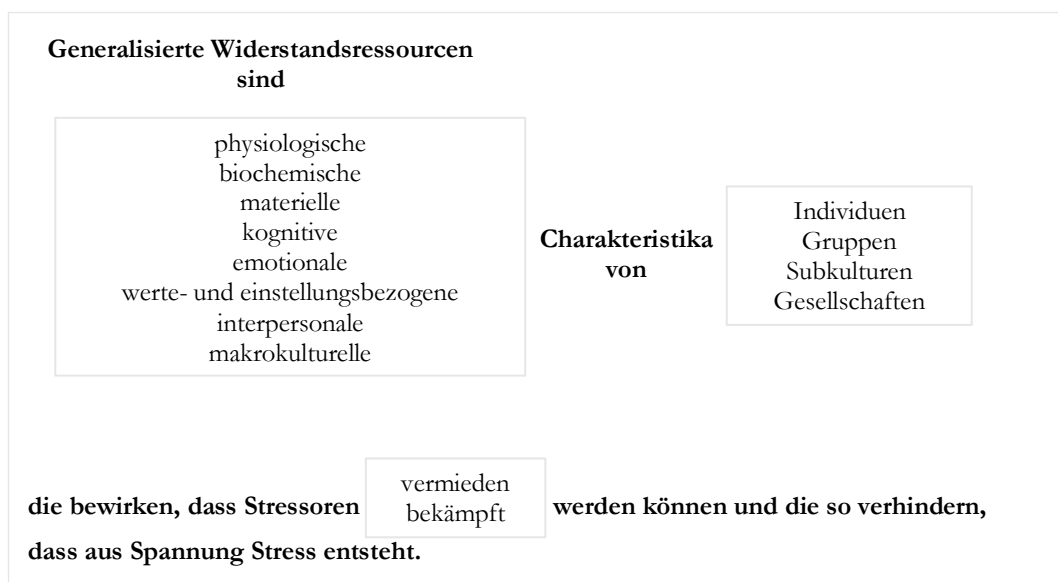 Generalisierte Widerstandsressourcen
sind
physiologische
biochemische
materielle
kognitive
emotionale
werte- und einstellungsbezogene
interpersonale
makrokulturelle
Charakteristika
von
Individuen
Gruppen
Subkulturen
Gesellschaften
die bewirken, dass Stressoren
vermieden
bekämpft
werden können und die so verhindern,
dass aus Spannung Stress entsteht.